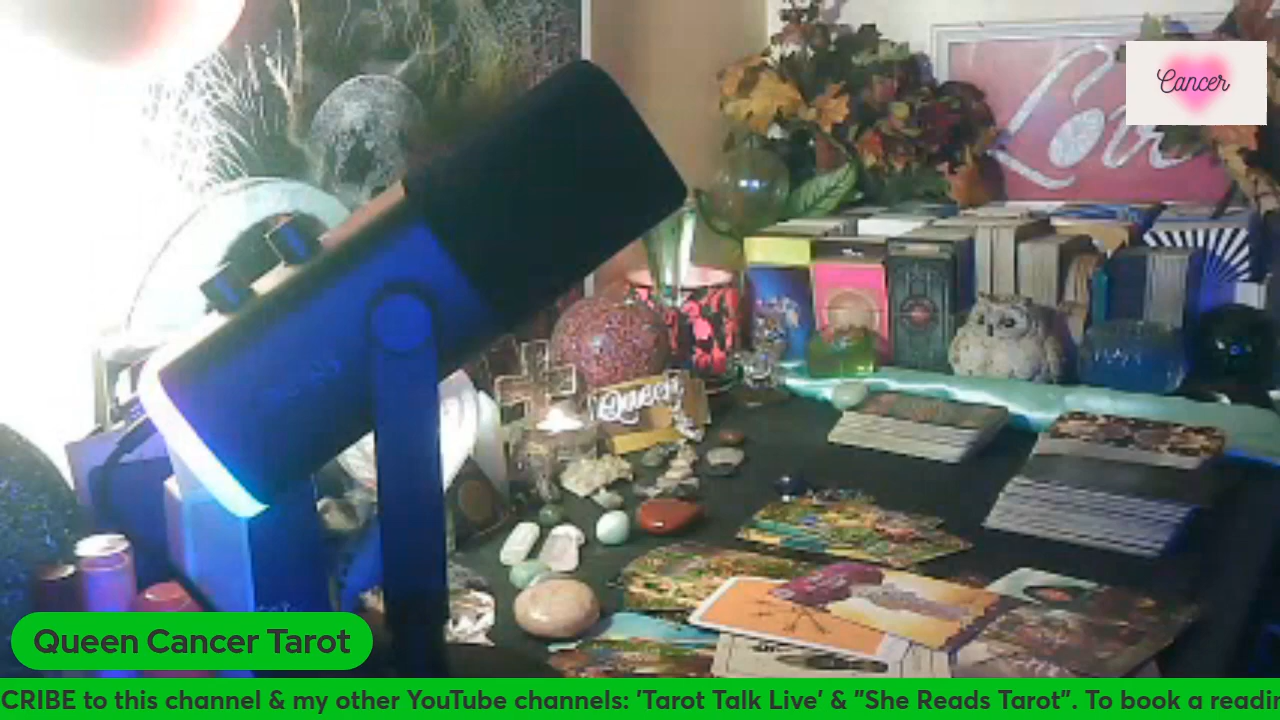 Love
Cancer
Queen
Queen Cancer Tarot
CRIBE to this channel & my other YouTube channels: 'Tarot Talk Live' & "She Reads Tarot". To book a readin